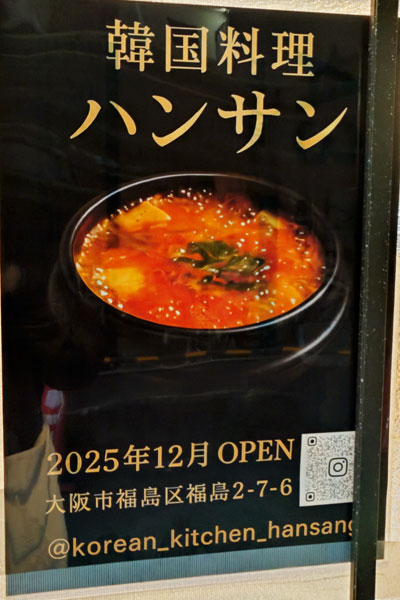 韓国料理
ハンサン
2025年12月 OPEN
大阪市福島区福島2-7-6
@korean_kitchen_hansang